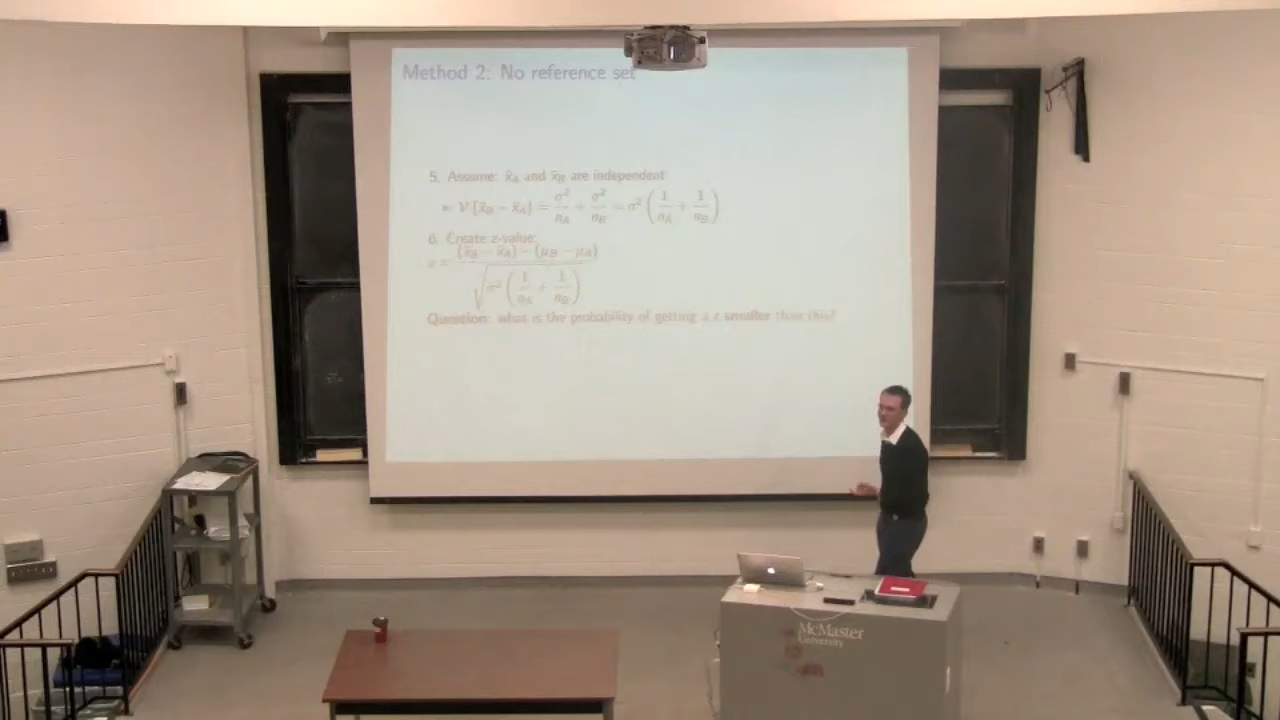 Method 2: No reference set
5. Assume: x̄_A and x̄_B are independent
V{x̄_B − x̄_A} = σ²/n_A + σ²/n_B = σ² (1/n_A + 1/n_B)
6. Create z-value:
z = ((x̄_B − x̄_A) − (μ_B − μ_A)) / √(σ² (1/n_A + 1/n_B))
Question: what is the probability of getting a z smaller than this?
McMaster
University